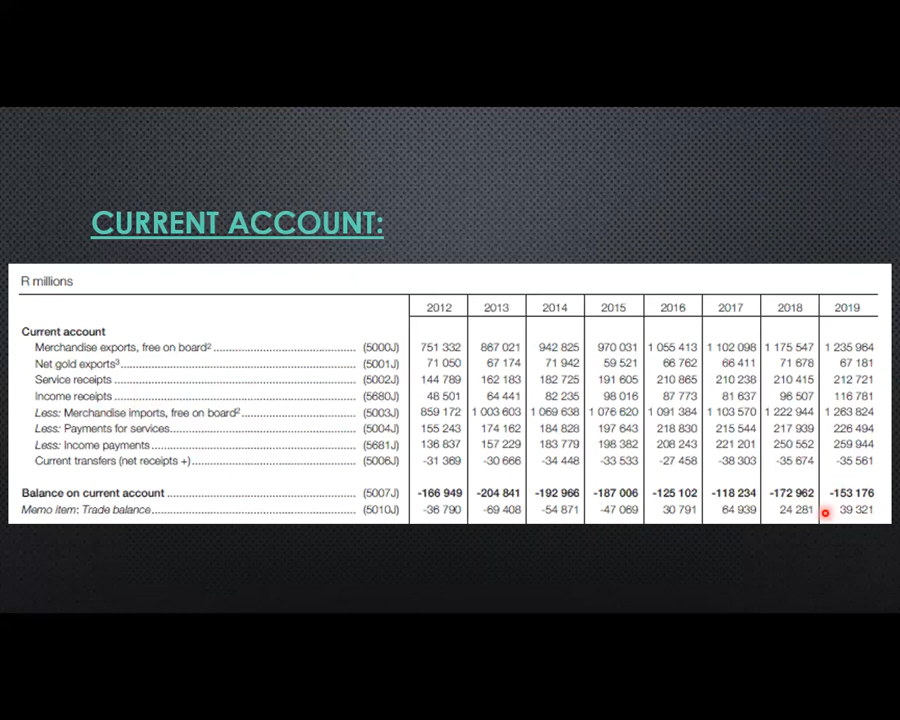 CURRENT ACCOUNT:
R millions
2012 2013 2014 2015 2016 2017 2018 2019
Current account
Merchandise exports, free on board² (5000J) 751 332 867 021 942 825 970 031 1 055 413 1 102 098 1 175 547 1 235 964
Net gold exports³ (5001J) 71 050 67 174 71 942 59 521 66 762 66 411 71 678 67 181
Service receipts (5002J) 144 789 162 183 182 725 191 605 210 865 210 238 210 415 212 721
Income receipts (5680J) 48 501 64 441 82 235 98 016 87 773 81 637 96 507 116 781
Less: Merchandise imports, free on board² (5003J) 859 172 1 003 603 1 069 638 1 076 620 1 091 384 1 103 570 1 222 944 1 263 824
Less: Payments for services (5004J) 155 243 174 162 184 828 197 643 218 830 215 544 217 939 226 494
Less: Income payments (5681J) 136 837 157 229 183 779 198 382 208 243 221 201 250 552 259 944
Current transfers (net receipts +) (5006J) -31 369 -30 666 -34 448 -33 533 -27 458 -38 303 -35 674 -35 561
Balance on current account (5007J) -166 949 -204 841 -192 966 -187 006 -125 102 -118 234 -172 962 -153 176
Memo item: Trade balance (5010J) -36 790 -69 408 -54 871 -47 069 30 791 64 939 24 281 39 321